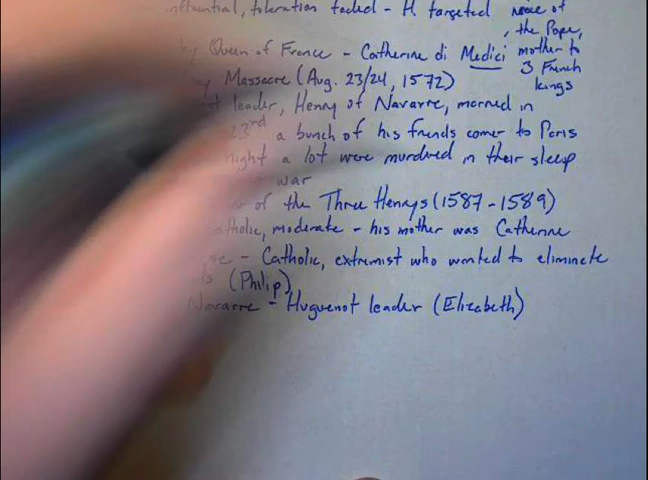 influential, toleration faded - H targeted niece of
, the Pope,
by Queen of France - Catherine di Medici mother to
3 French
Massacre (Aug. 23/24, 1572) kings
leader, Henry of Navarre, married in
23rd a bunch of his friends come to Paris
night a lot were murdered in their sleep
war
of the Three Henrys (1587-1589)
Catholic, moderate - his mother was Catherine
- Catholic, extremist who wanted to eliminate
(Philip)
Navarre - Huguenot leader (Elizabeth)